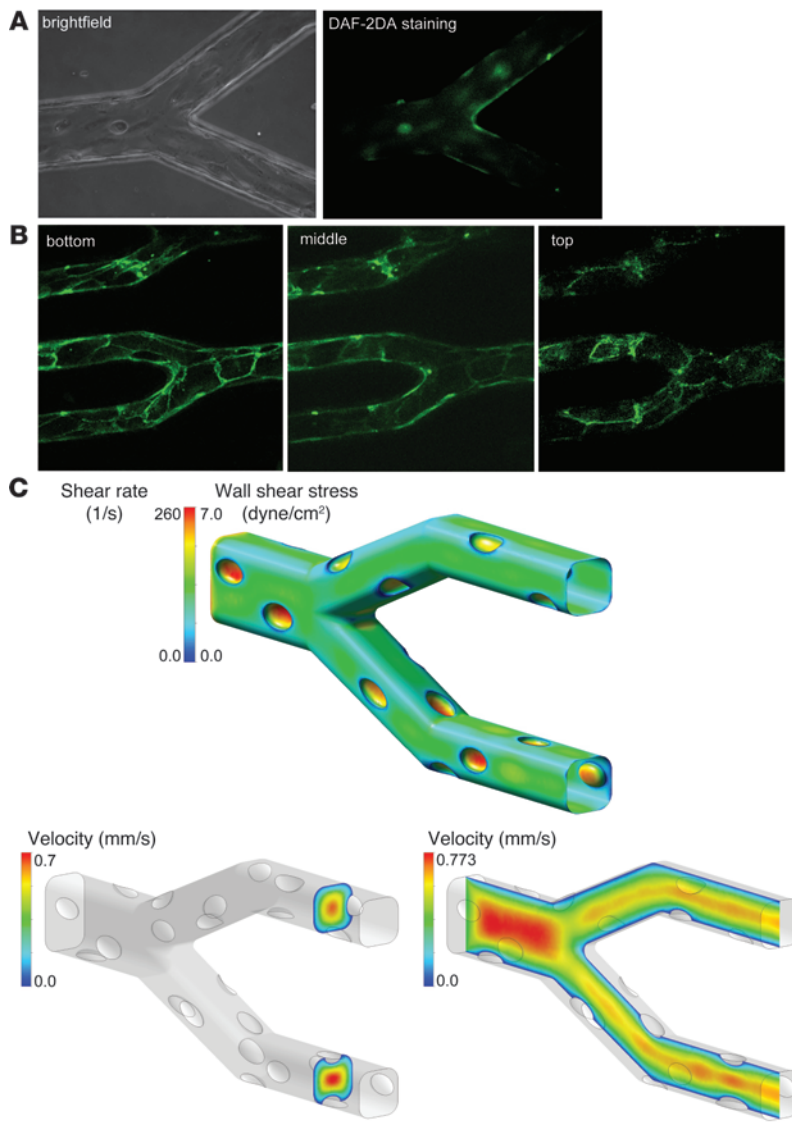 A
brightfield
DAF-2DA staining
B
bottom
middle
top
C
Shear rate
(1/s)
Wall shear stress
(dyne/cm²)
260
7.0
0.0
0.0
Velocity (mm/s)
0.7
0.0
Velocity (mm/s)
0.773
0.0